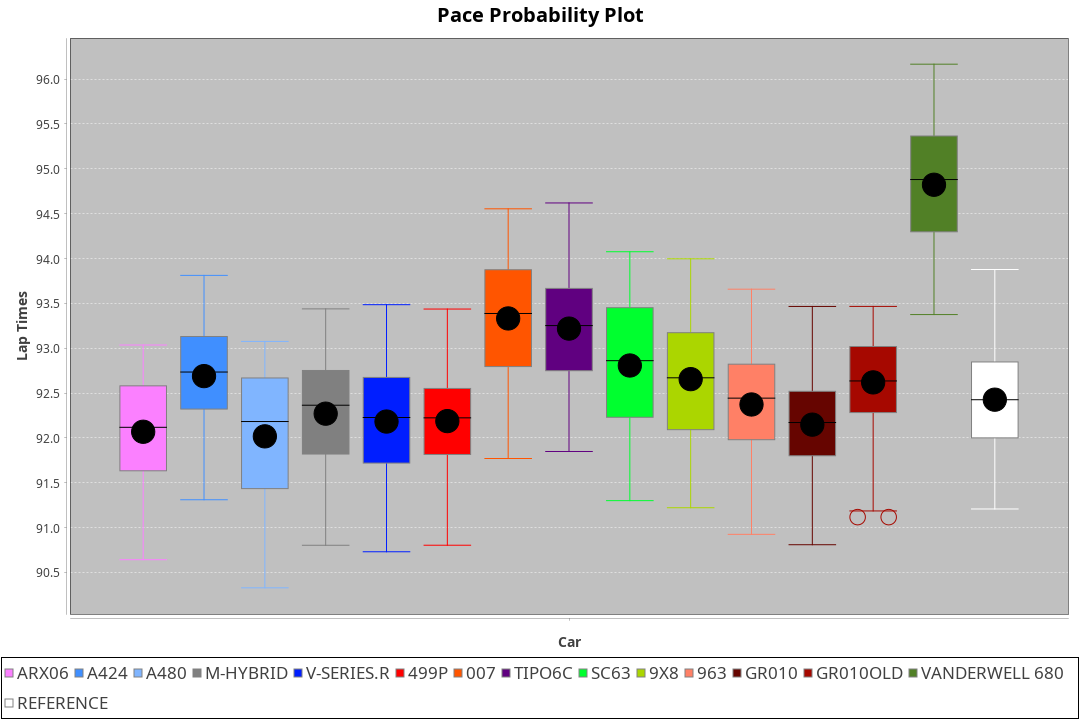 Pace Probability Plot
96.0
95.5
95.0
94.5
94.0
93.5
93.0
92.5
92.0
91.5
91.0
90.5
Lap Times
Car
ARX06 A424 A480 M-HYBRID V-SERIES.R 499P 007 TIPO6C SC63 9X8 963 GR010 GR010OLD VANDERWELL 680
REFERENCE